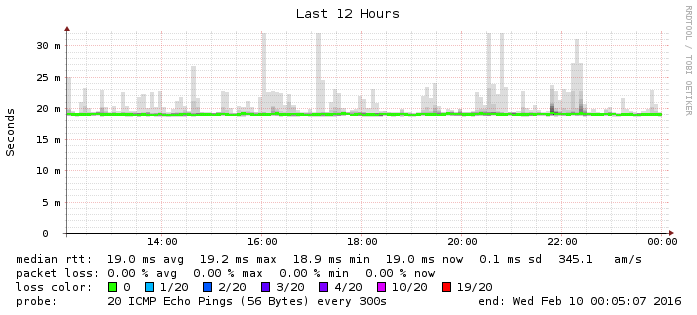 Last 12 Hours
RRDTOOL / TOBI OETIKER
Seconds
30 m
25 m
20 m
15 m
10 m
5 m
0
14:00 16:00 18:00 20:00 22:00 00:00
median rtt: 19.0 ms avg 19.2 ms max 18.9 ms min 19.0 ms now 0.1 ms sd 345.1 am/s
packet loss: 0.00 % avg 0.00 % max 0.00 % min 0.00 % now
loss color: 0 1/20 2/20 3/20 4/20 10/20 19/20
probe: 20 ICMP Echo Pings (56 Bytes) every 300s end: Wed Feb 10 00:05:07 2016